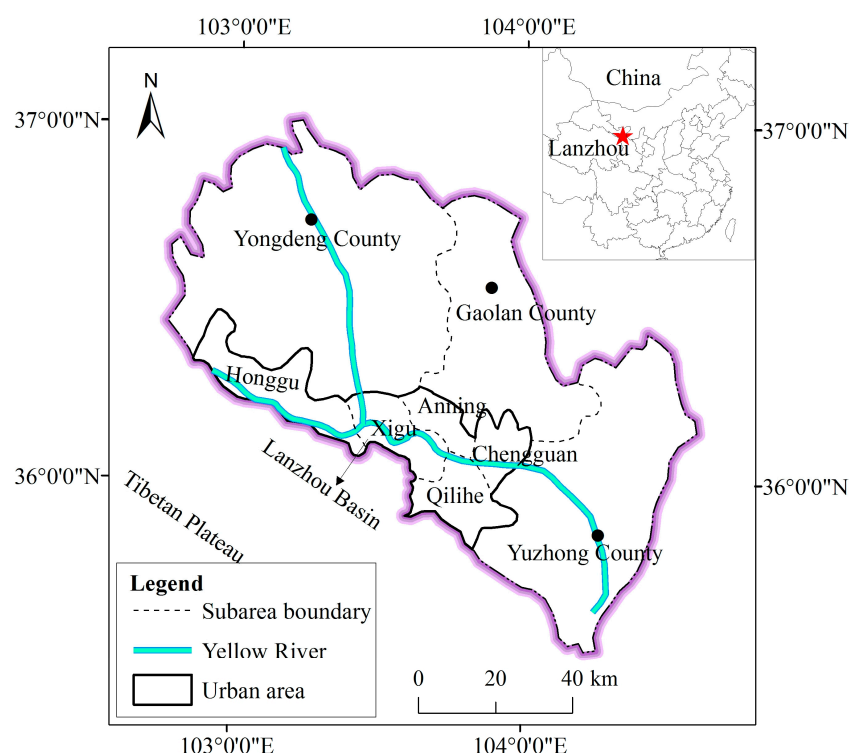 103°0'0"E
104°0'0"E
N
China
Lanzhou
37°0'0"N
37°0'0"N
Yongdeng County
Gaolan County
Honggu
Anning
Xigu
Chengguan
Lanzhou Basin
Qilihe
36°0'0"N
36°0'0"N
Tibetan Plateau
Yuzhong County
Legend
Subarea boundary
Yellow River
Urban area
0 20 40 km
103°0'0"E
104°0'0"E